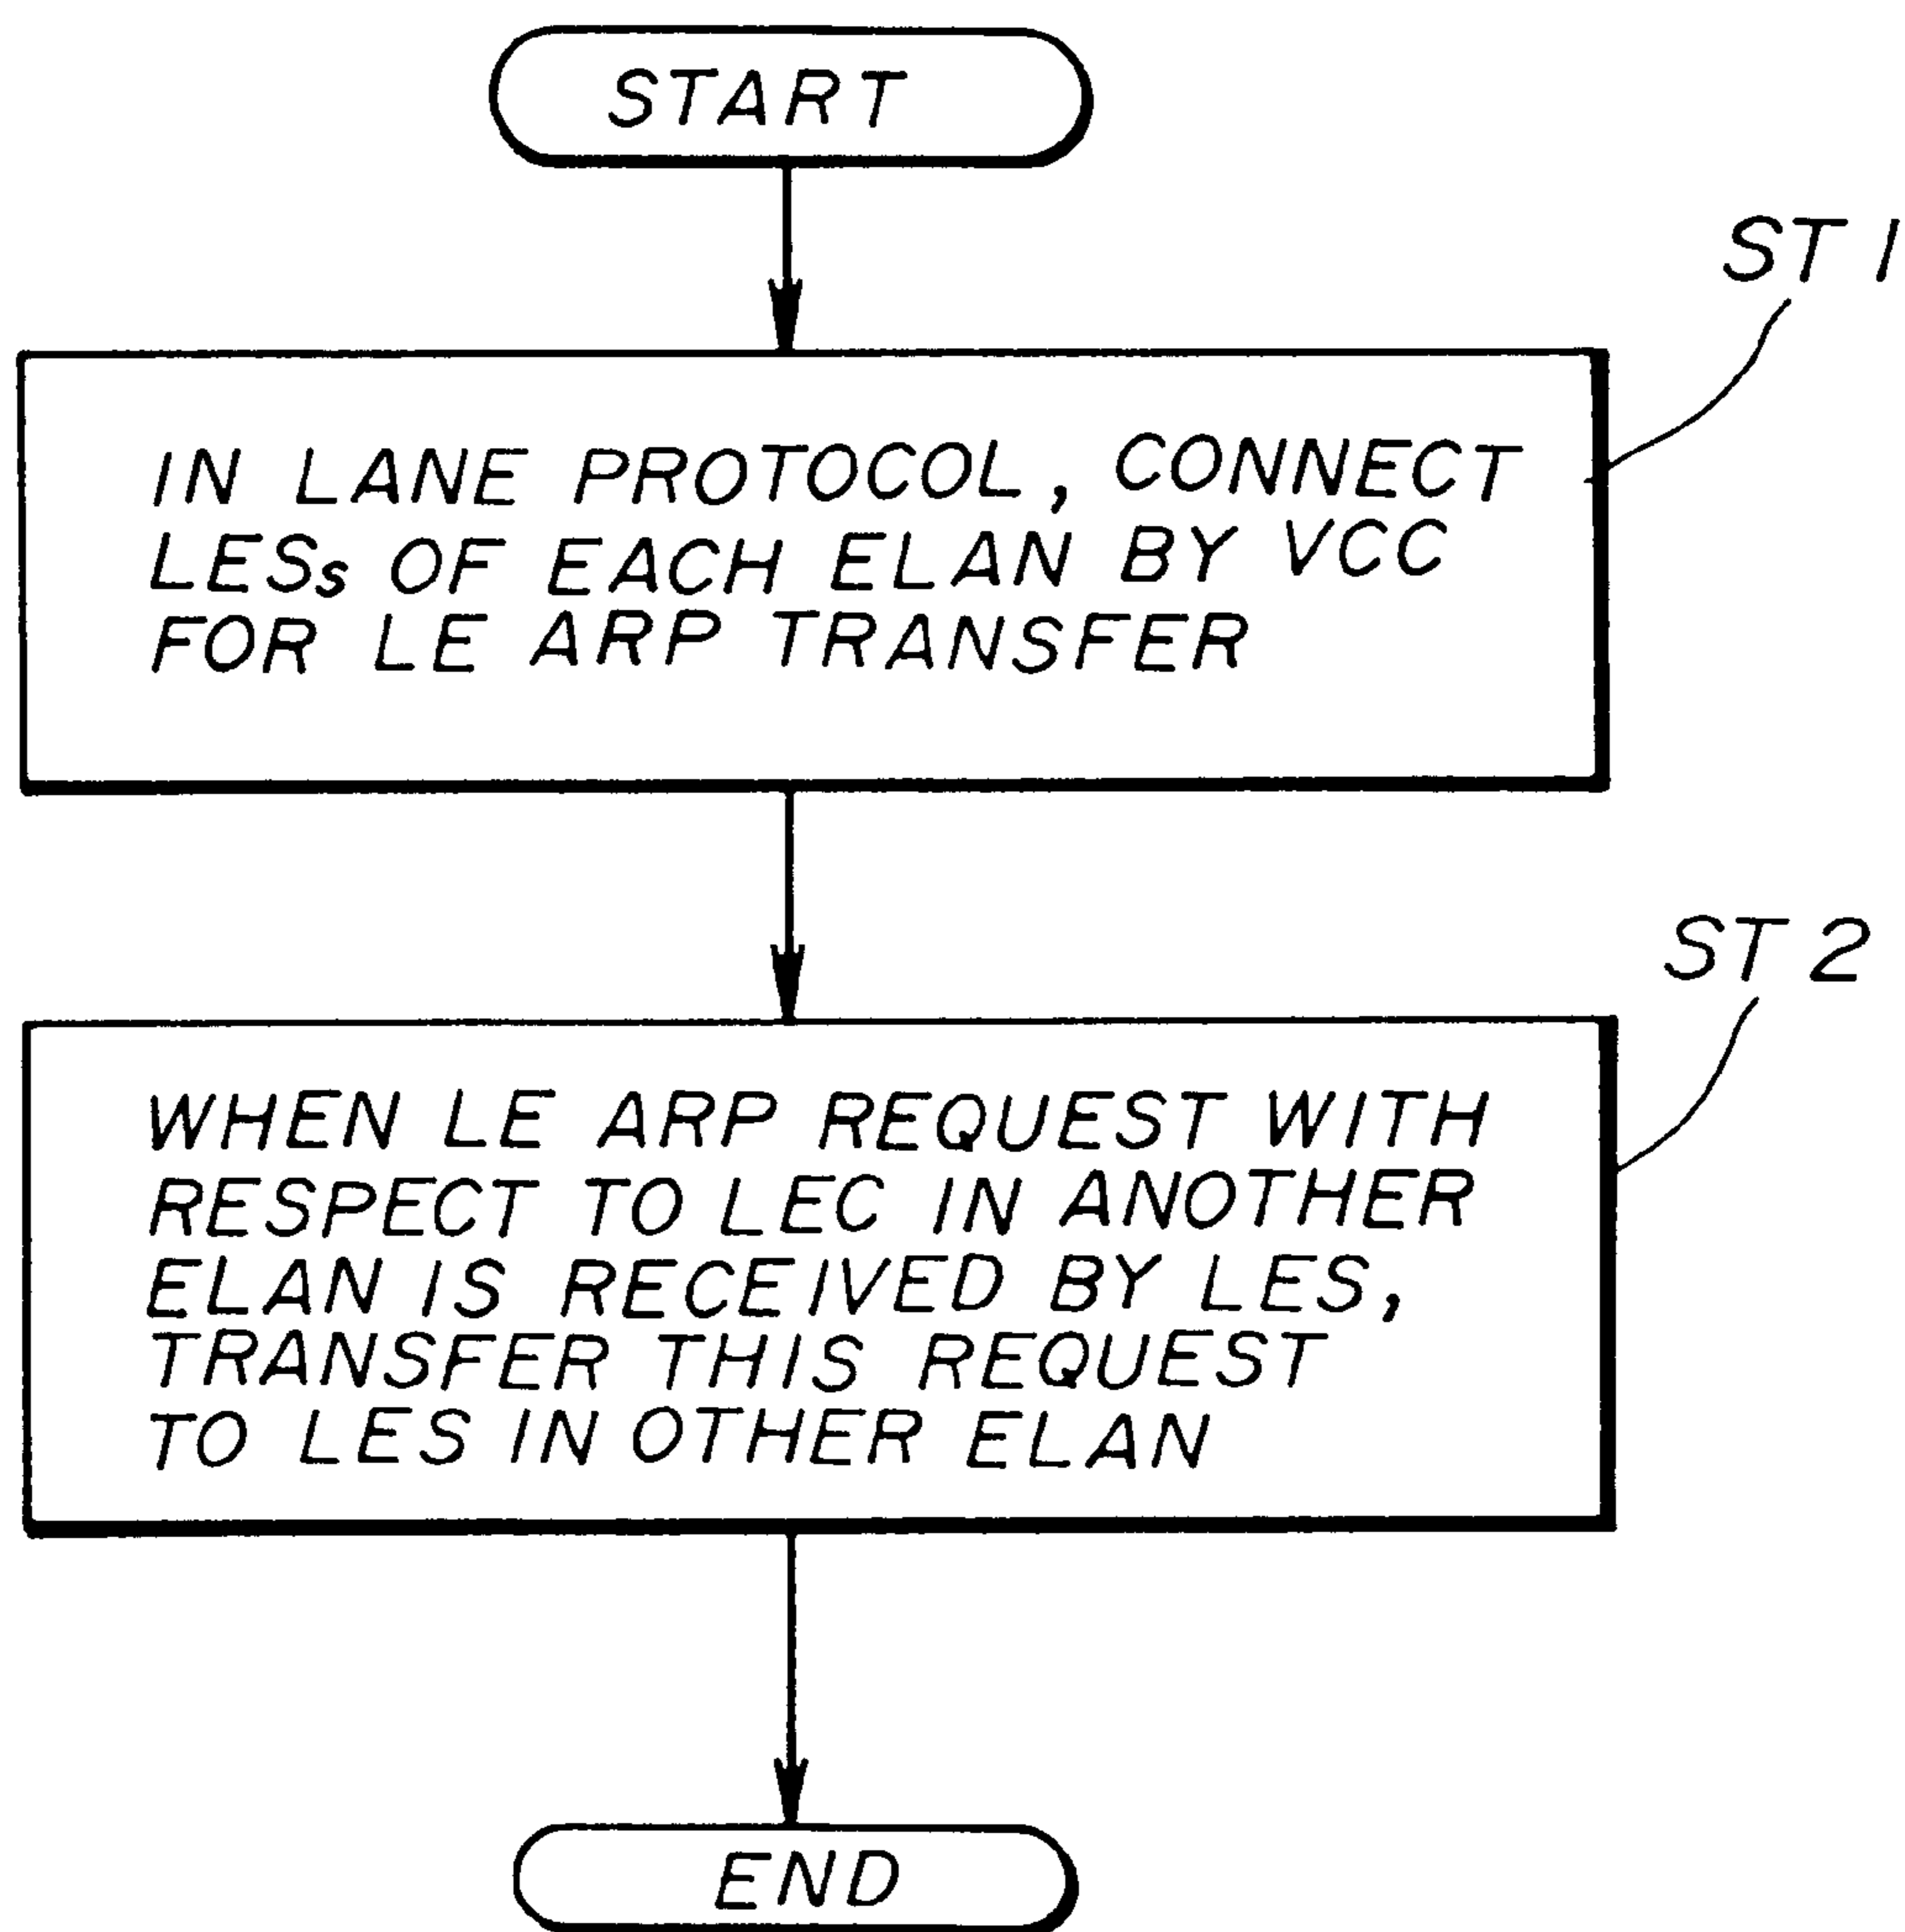 START
ST 1
IN LANE PROTOCOL, CONNECT
LESs OF EACH ELAN BY VCC
FOR LE ARP TRANSFER
ST 2
WHEN LE ARP REQUEST WITH
RESPECT TO LEC IN ANOTHER
ELAN IS RECEIVED BY LES,
TRANSFER THIS REQUEST
TO LES IN OTHER ELAN
END